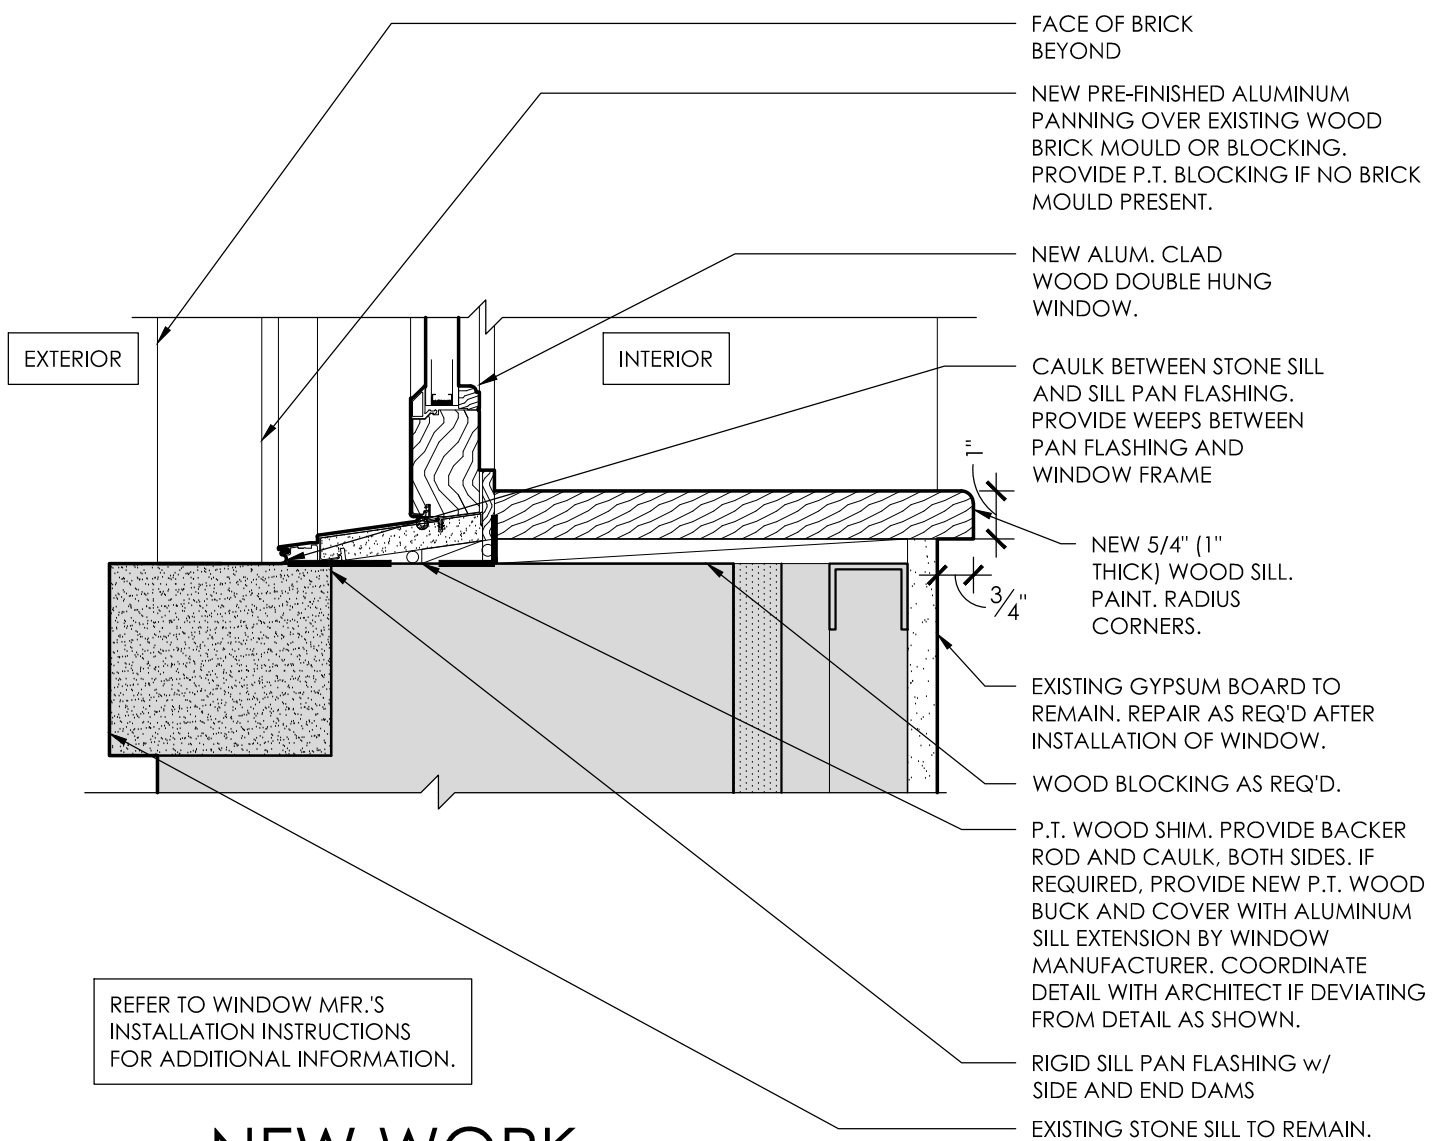 FACE OF BRICK
BEYOND
NEW PRE-FINISHED ALUMINUM
PANNING OVER EXISTING WOOD
BRICK MOULD OR BLOCKING.
PROVIDE P.T. BLOCKING IF NO BRICK
MOULD PRESENT.
NEW ALUM. CLAD
WOOD DOUBLE HUNG
WINDOW.
EXTERIOR
INTERIOR
CAULK BETWEEN STONE SILL
AND SILL PAN FLASHING.
PROVIDE WEEPS BETWEEN
PAN FLASHING AND
WINDOW FRAME
1"
NEW 5/4" (1"
THICK) WOOD SILL.
PAINT. RADIUS
CORNERS.
3/4"
EXISTING GYPSUM BOARD TO
REMAIN. REPAIR AS REQ'D AFTER
INSTALLATION OF WINDOW.
WOOD BLOCKING AS REQ'D.
P.T. WOOD SHIM. PROVIDE BACKER
ROD AND CAULK, BOTH SIDES. IF
REQUIRED, PROVIDE NEW P.T. WOOD
BUCK AND COVER WITH ALUMINUM
SILL EXTENSION BY WINDOW
MANUFACTURER. COORDINATE
DETAIL WITH ARCHITECT IF DEVIATING
FROM DETAIL AS SHOWN.
REFER TO WINDOW MFR.'S
INSTALLATION INSTRUCTIONS
FOR ADDITIONAL INFORMATION.
RIGID SILL PAN FLASHING w/
SIDE AND END DAMS
EXISTING STONE SILL TO REMAIN.
NEW WORK